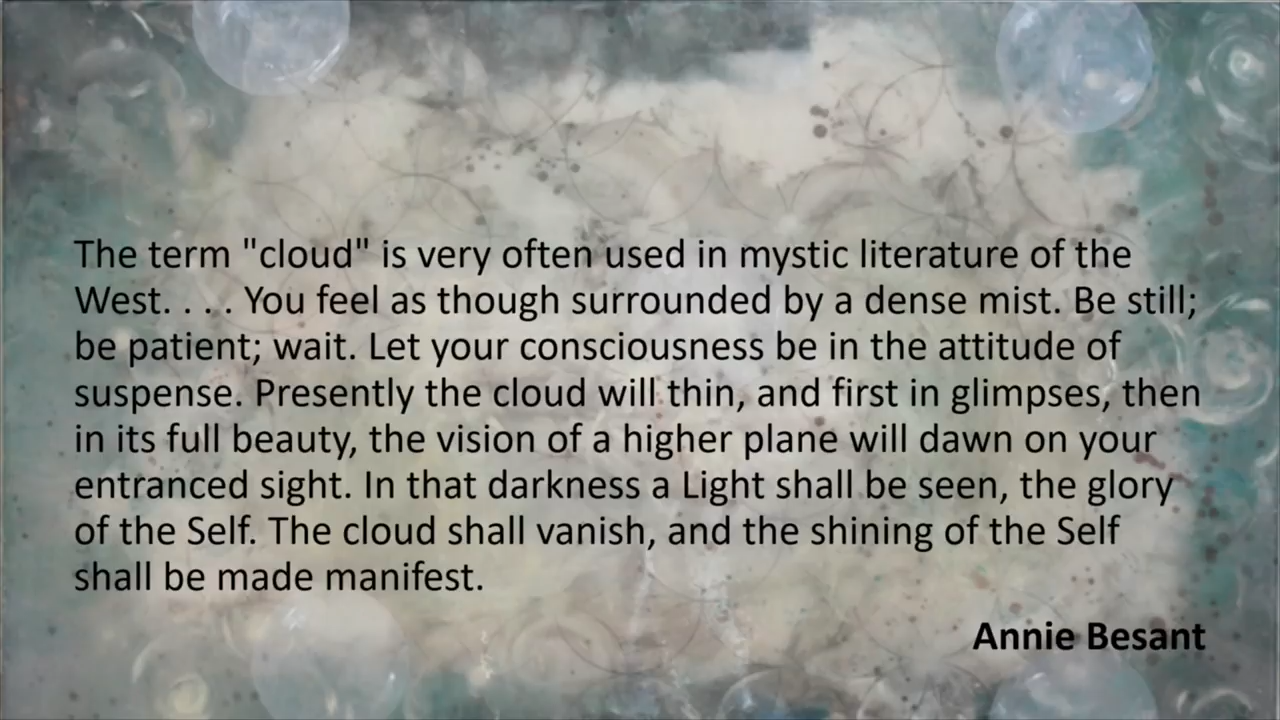 The term "cloud" is very often used in mystic literature of the
West. . . . You feel as though surrounded by a dense mist. Be still;
be patient; wait. Let your consciousness be in the attitude of
suspense. Presently the cloud will thin, and first in glimpses, then
in its full beauty, the vision of a higher plane will dawn on your
entranced sight. In that darkness a Light shall be seen, the glory
of the Self. The cloud shall vanish, and the shining of the Self
shall be made manifest.
Annie Besant